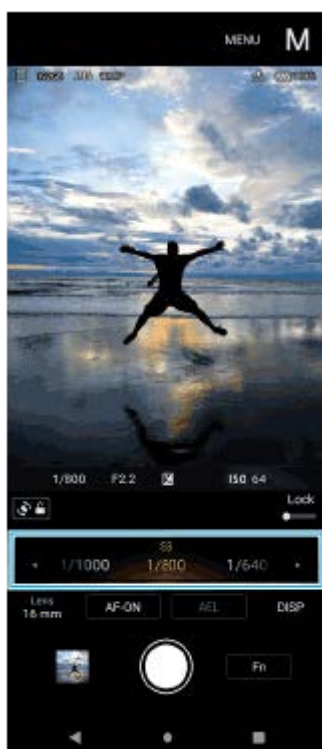 MENU M
1/800 F2.2 ISO 64
Lock
SS
1/1000 1/800 1/640
Lens
16 mm AF-ON AEL DISP
Fn